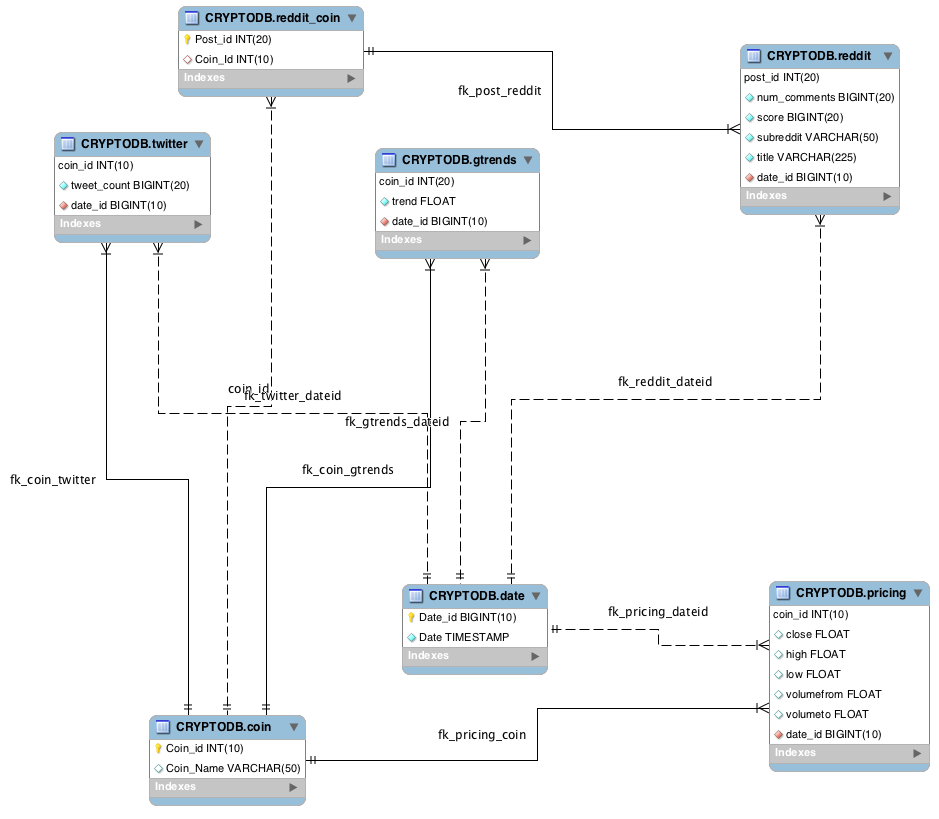 CRYPTODB.reddit_coin
Post_id INT(20)
Coin_Id INT(10)
Indexes
fk_post_reddit
CRYPTODB.reddit
post_id INT(20)
num_comments BIGINT(20)
score BIGINT(20)
subreddit VARCHAR(50)
title VARCHAR(225)
date_id BIGINT(10)
Indexes
CRYPTODB.twitter
coin_id INT(10)
tweet_count BIGINT(20)
date_id BIGINT(10)
Indexes
CRYPTODB.gtrends
coin_id INT(20)
trend FLOAT
date_id BIGINT(10)
Indexes
coin_id
fk_twitter_dateid
fk_reddit_dateid
fk_gtrends_dateid
fk_coin_gtrends
fk_coin_twitter
CRYPTODB.date
Date_id BIGINT(10)
Date TIMESTAMP
Indexes
fk_pricing_dateid
CRYPTODB.pricing
coin_id INT(10)
close FLOAT
high FLOAT
low FLOAT
volumefrom FLOAT
volumeto FLOAT
date_id BIGINT(10)
Indexes
fk_pricing_coin
CRYPTODB.coin
Coin_id INT(10)
Coin_Name VARCHAR(50)
Indexes